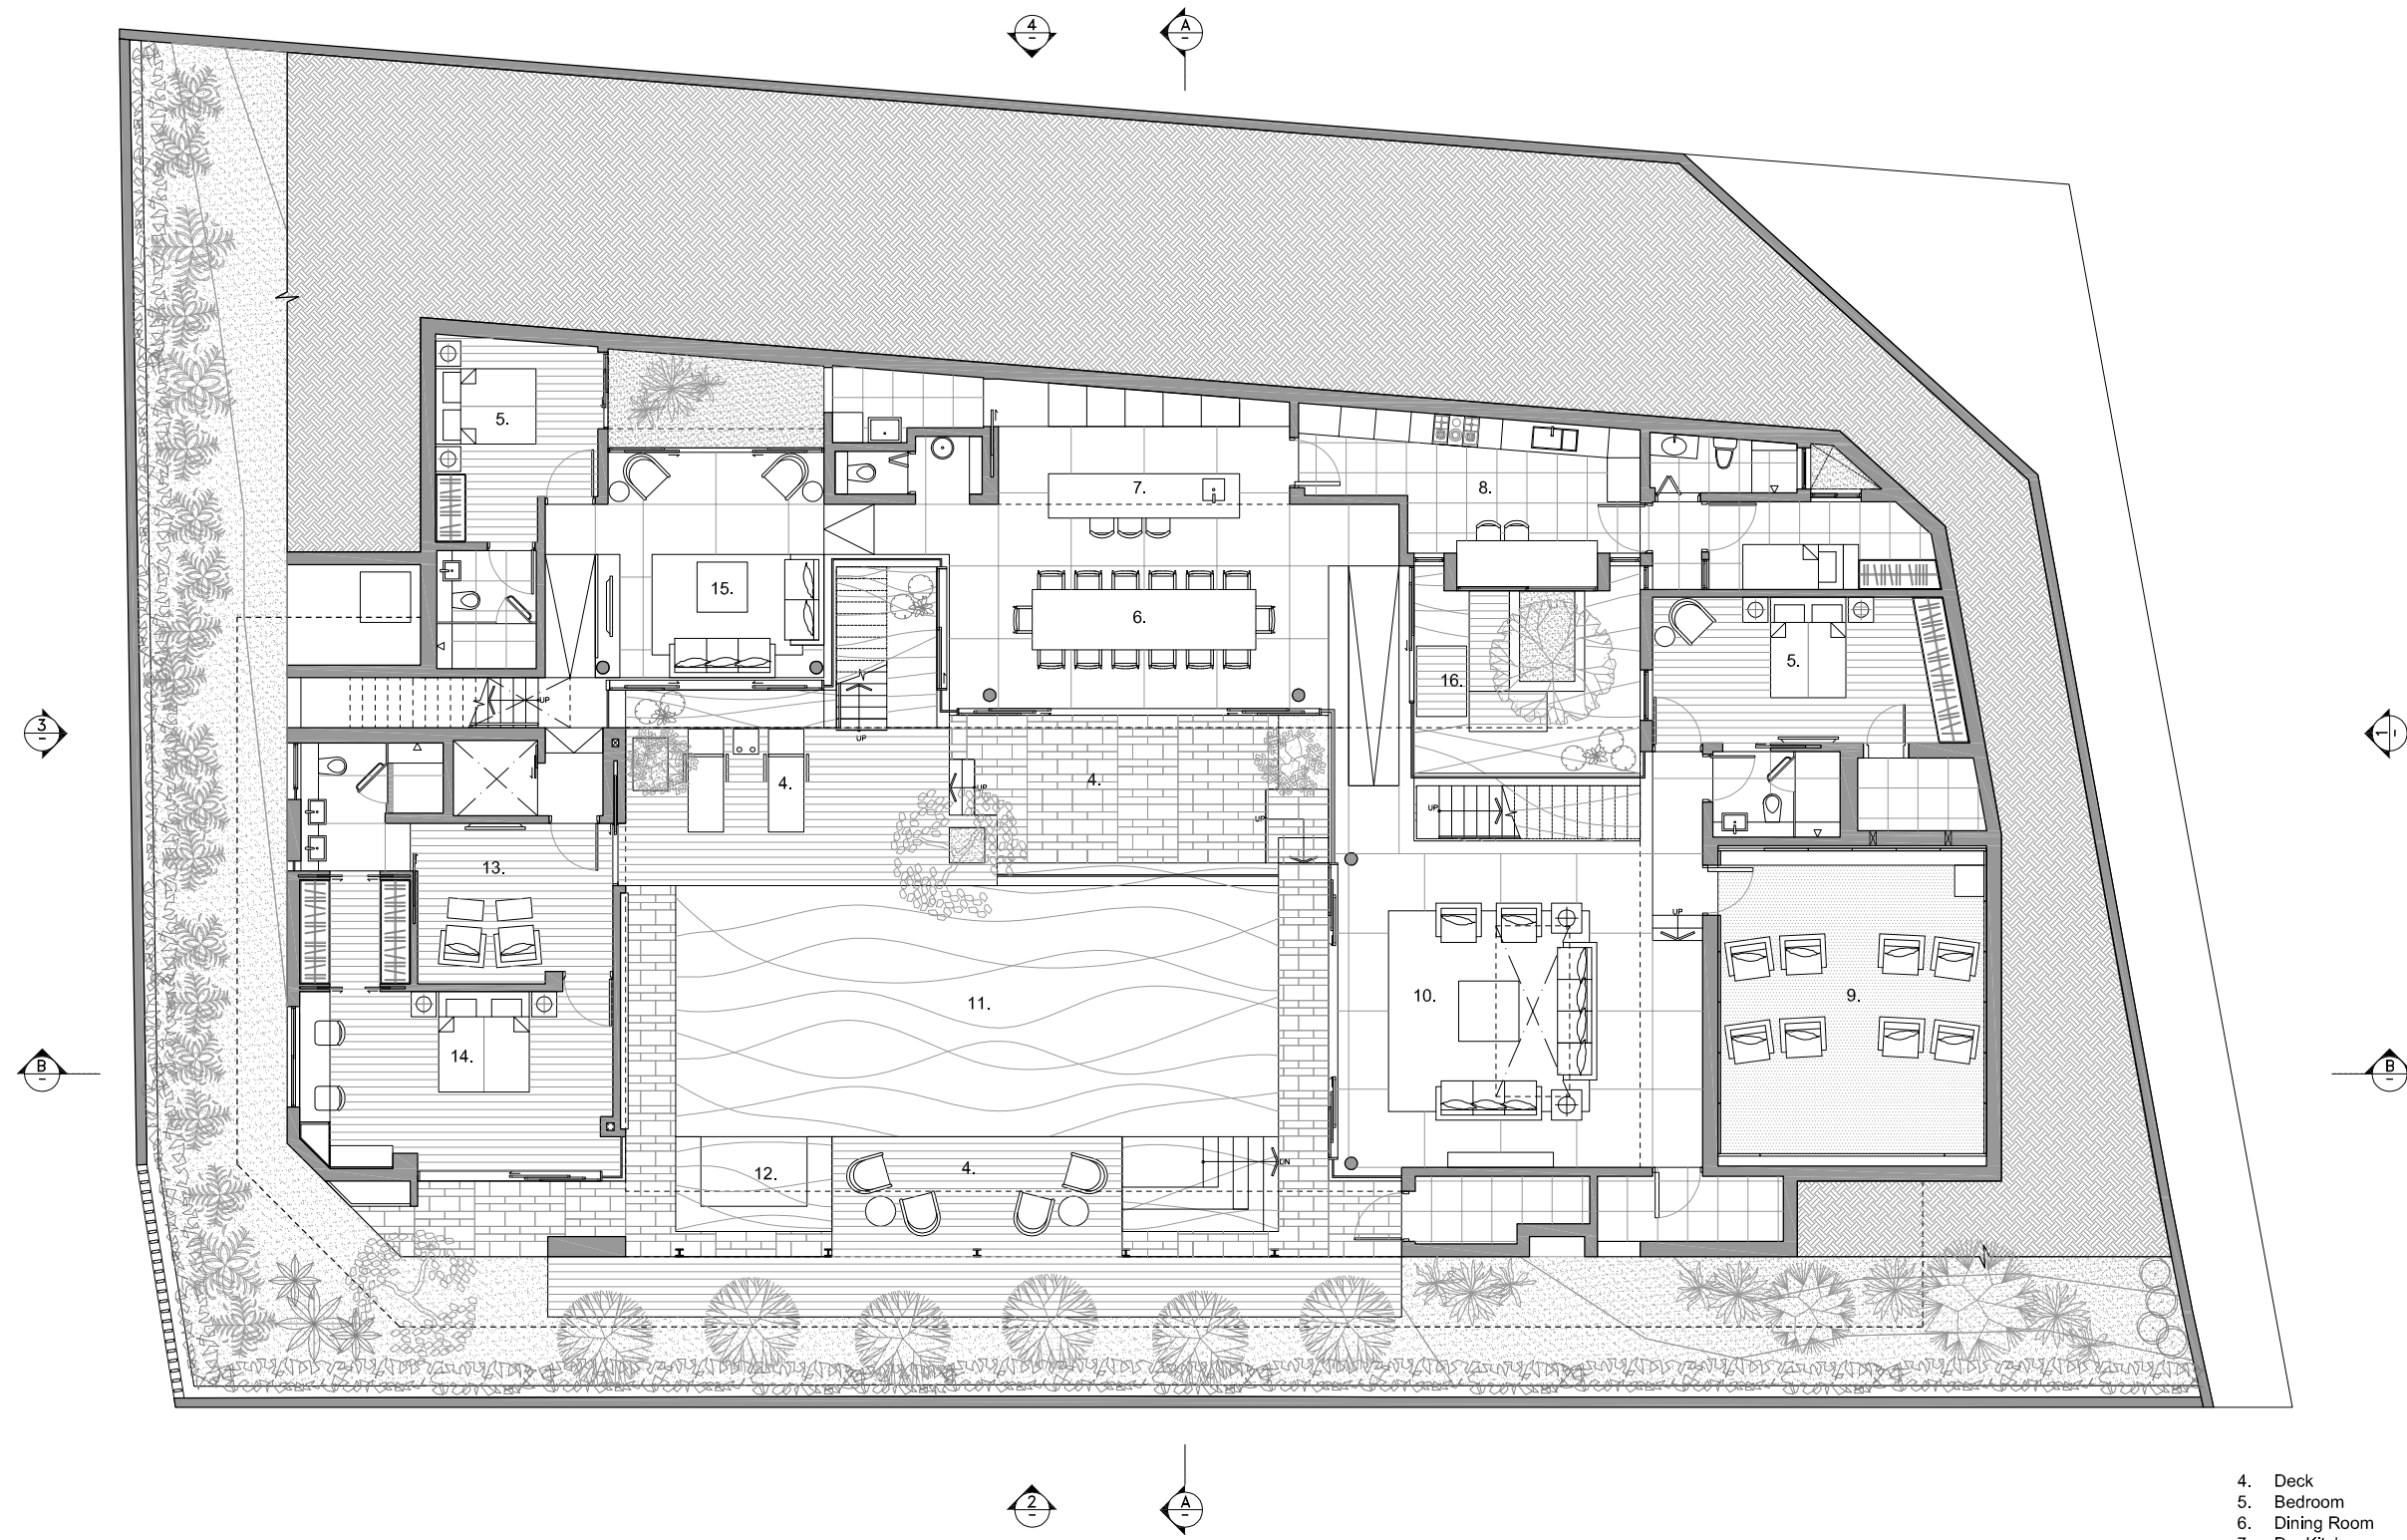 4
A
5.
7.
8.
15.
6.
5.
16.
UP
UP
3
1
4.
UP
4.
UP
UP
13.
UP
11.
10.
9.
B
14.
B
12.
4.
DN
2
A
4. Deck
5. Bedroom
6. Dining Room